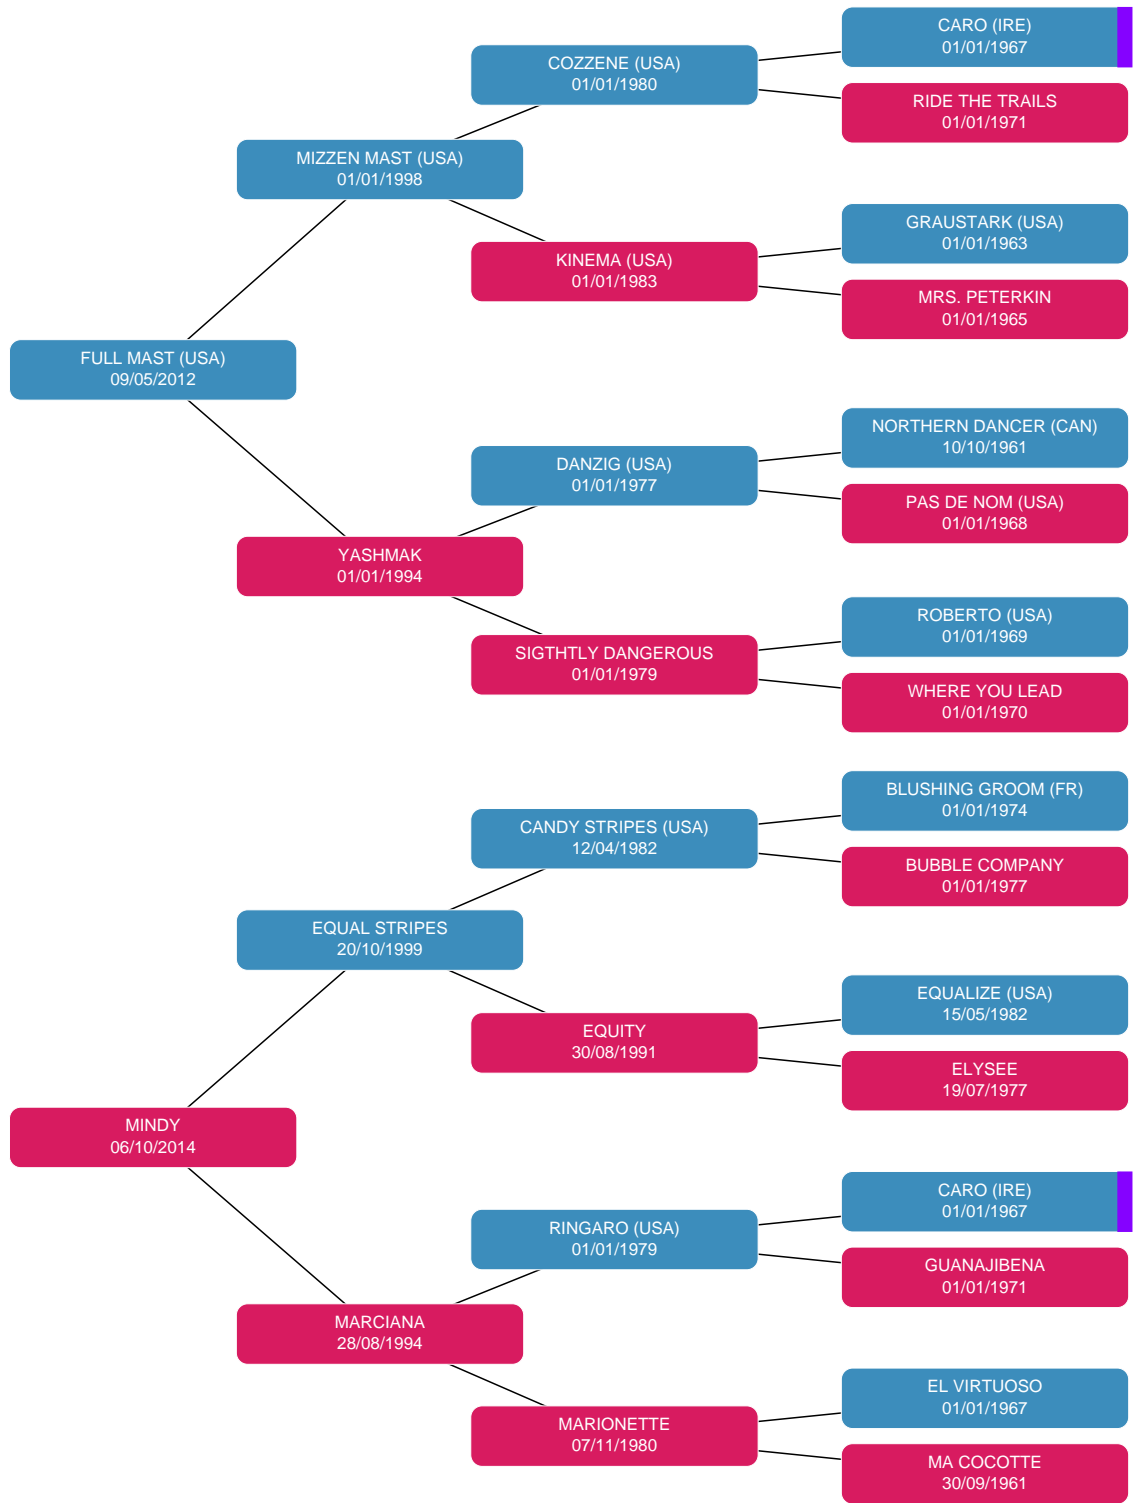 CARO (IRE)
01/01/1967
COZZENE (USA)
01/01/1980
RIDE THE TRAILS
01/01/1971
MIZZEN MAST (USA)
01/01/1998
GRAUSTARK (USA)
01/01/1963
KINEMA (USA)
01/01/1983
MRS. PETERKIN
01/01/1965
FULL MAST (USA)
09/05/2012
NORTHERN DANCER (CAN)
10/10/1961
DANZIG (USA)
01/01/1977
PAS DE NOM (USA)
01/01/1968
YASHMAK
01/01/1994
ROBERTO (USA)
01/01/1969
SIGTHTLY DANGEROUS
01/01/1979
WHERE YOU LEAD
01/01/1970
BLUSHING GROOM (FR)
01/01/1974
CANDY STRIPES (USA)
12/04/1982
BUBBLE COMPANY
01/01/1977
EQUAL STRIPES
20/10/1999
EQUALIZE (USA)
15/05/1982
EQUITY
30/08/1991
ELYSEE
19/07/1977
MINDY
06/10/2014
CARO (IRE)
01/01/1967
RINGARO (USA)
01/01/1979
GUANAJIBENA
01/01/1971
MARCIANA
28/08/1994
EL VIRTUOSO
01/01/1967
MARIONETTE
07/11/1980
MA COCOTTE
30/09/1961